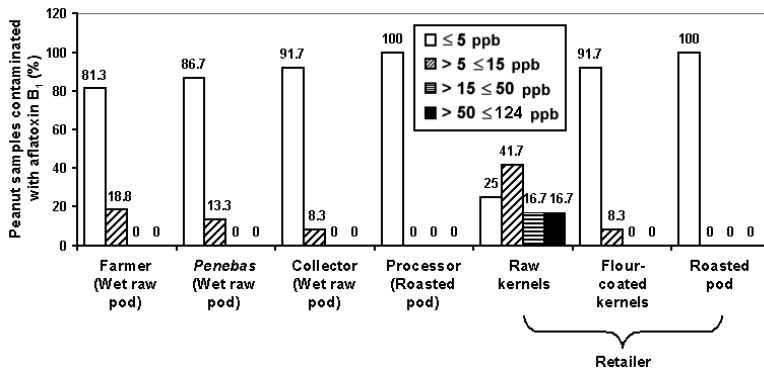 Peanut samples contaminated
with aflatoxin B₁ (%)
120
100
80
60
40
20
0
≤ 5 ppb
> 5 ≤15 ppb
> 15 ≤ 50 ppb
> 50 ≤124 ppb
81.3
18.8
0 0
86.7
13.3
0 0
91.7
8.3
0 0
100
0 0 0
25
41.7
16.7 16.7
91.7
8.3
0 0
100
0 0 0
Farmer
(Wet raw
pod)
Penebas
(Wet raw
pod)
Collector
(Wet raw
pod)
Processor
(Roasted
pod)
Raw
kernels
Flour-
coated
kernels
Roasted
pod
Retailer